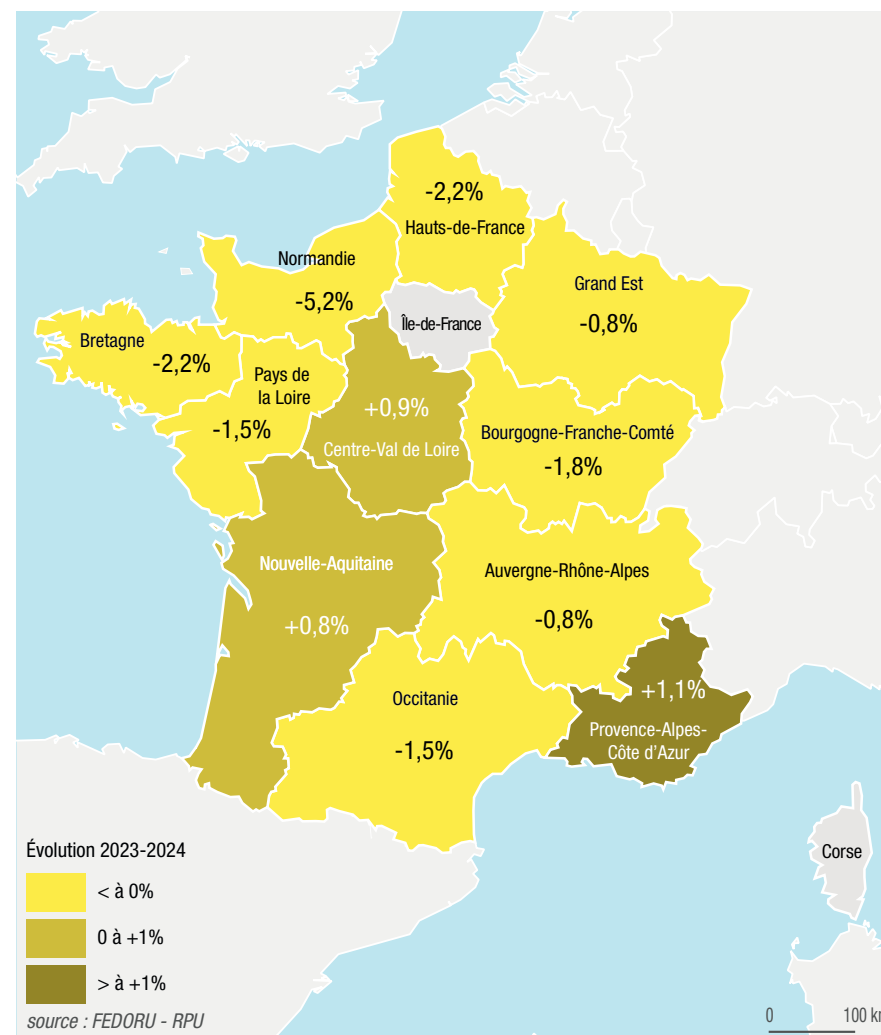 -2,2%
Hauts-de-France
Normandie
-5,2%
Grand Est
-0,8%
Île-de-France
Bretagne
-2,2%
Pays de
la Loire
-1,5%
+0,9%
Centre-Val de Loire
Bourgogne-Franche-Comté
-1,8%
Nouvelle-Aquitaine
+0,8%
Auvergne-Rhône-Alpes
-0,8%
Occitanie
-1,5%
+1,1%
Provence-Alpes-
Côte d'Azur
Corse
Évolution 2023-2024
< à 0%
0 à +1%
> à +1%
source : FEDORU - RPU
0 100 km